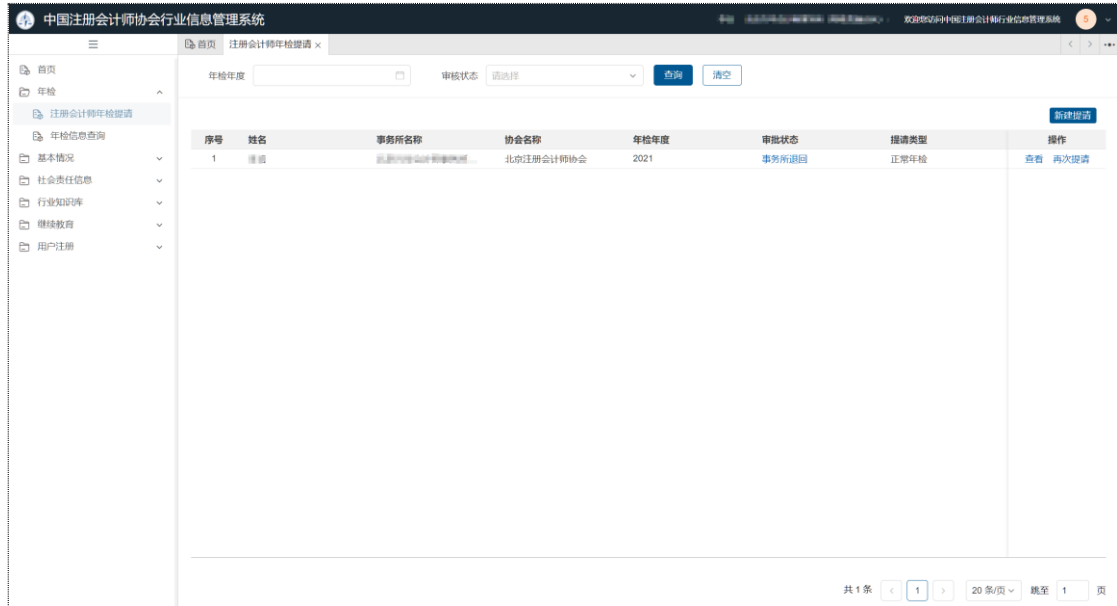 中国注册会计师协会行业信息管理系统
欢迎您访问中国注册会计师行业信息管理系统 5
首页 注册会计师年检提请 ×
首页
年检
注册会计师年检提请
年检信息查询
基本情况
社会责任信息
行业知识库
继续教育
用户注册
年检年度 审核状态 请选择 查询 清空
新建提请
序号 姓名 事务所名称 协会名称 年检年度 审批状态 提请类型 操作
1 北京注册会计师协会 2021 事务所退回 正常年检 查看 再次提请
共 1 条 < 1 > 20 条/页 跳至 1 页